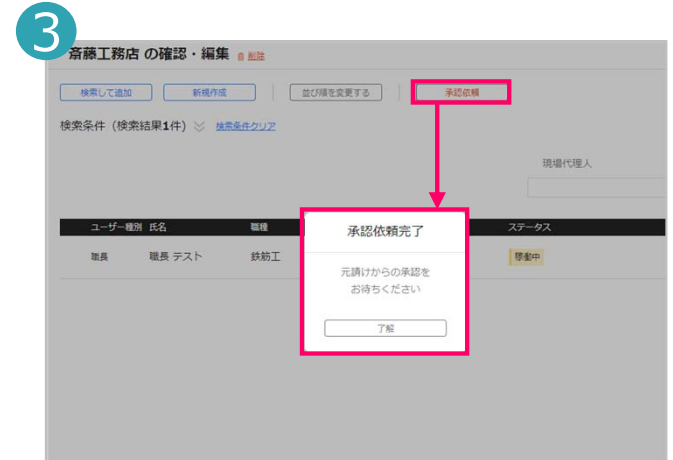 3
斎藤工務店 の確認・編集 削除
検索して追加 新規作成 並び順を変更する 承認依頼
検索条件（検索結果1件） 検索条件クリア
現場代理人
ユーザー種別 氏名 職種 ステータス
職長 職長 テスト 鉄筋工 稼働中
承認依頼完了
元請けからの承認を
お待ちください
了解